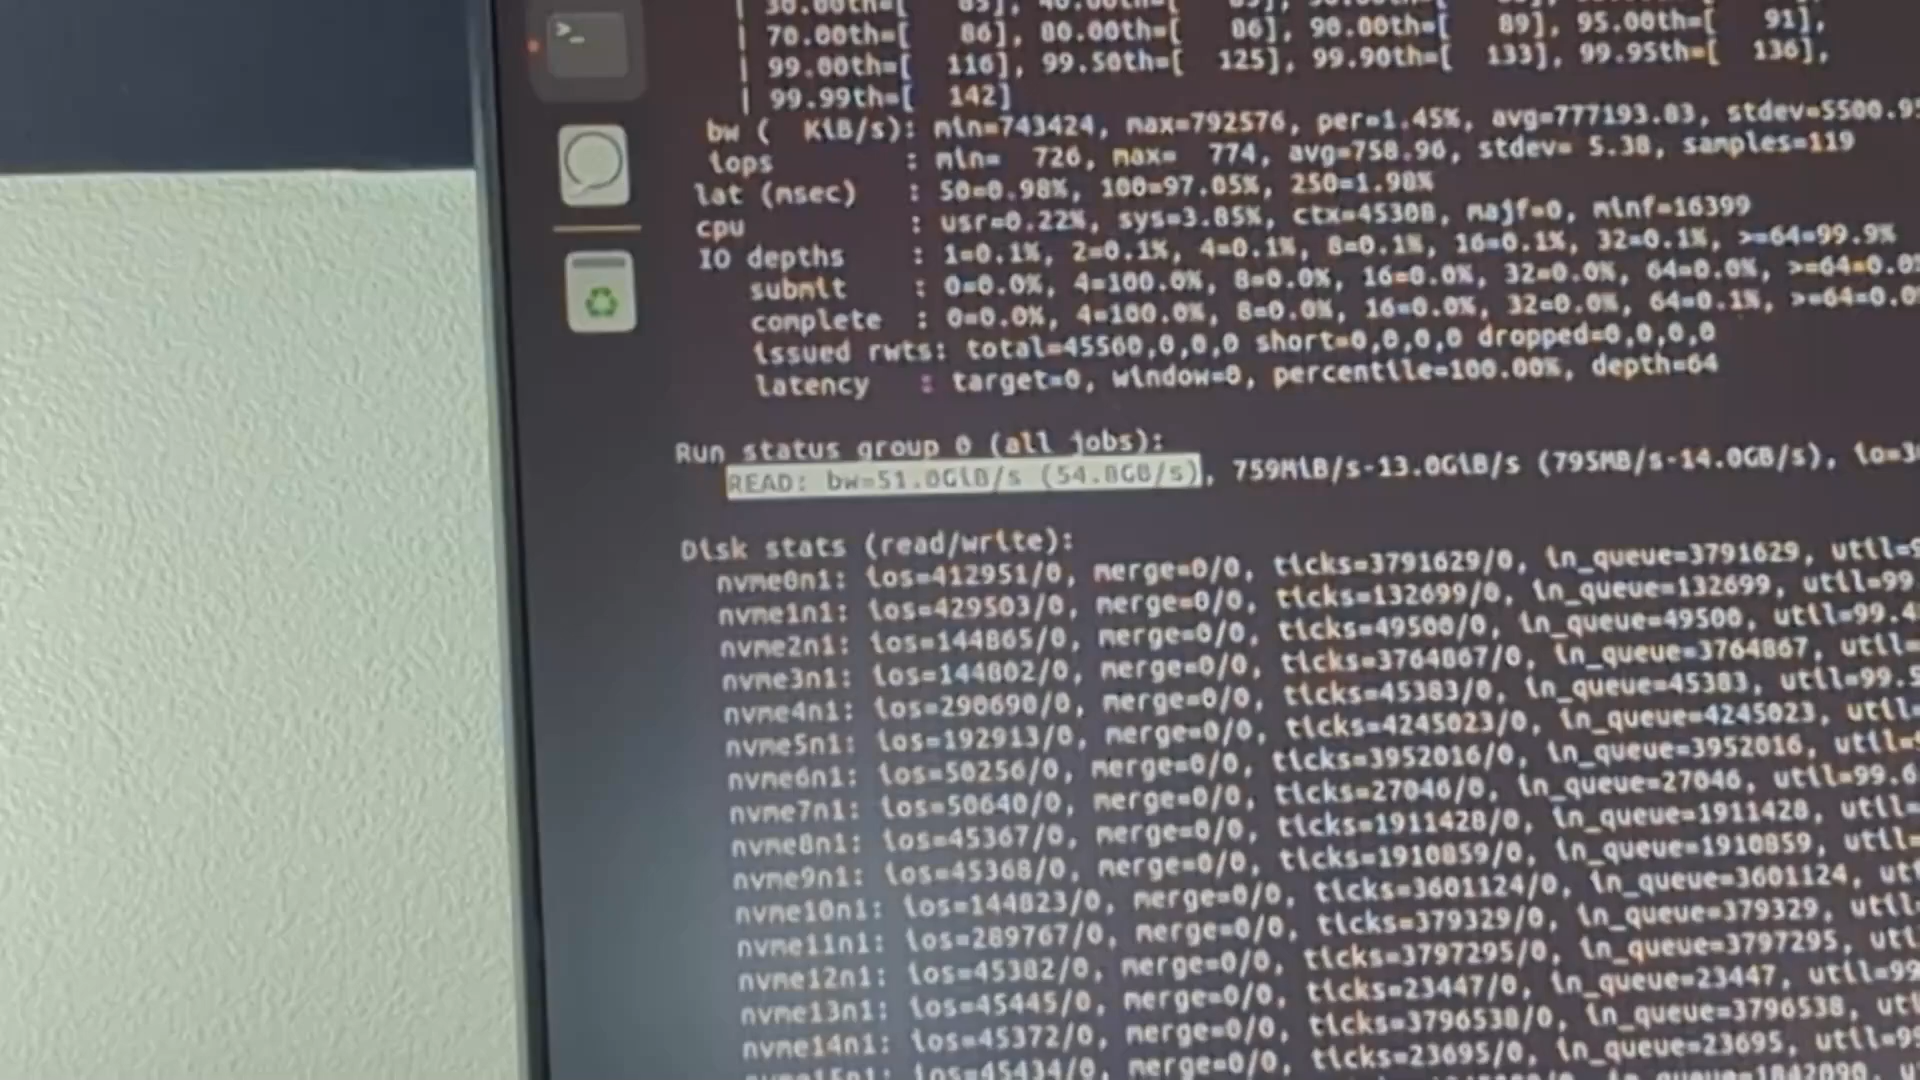 >_
| 70.00th=[ 86], 80.00th=[ 86], 90.00th=[ 89], 95.00th=[ 91],
| 99.00th=[ 116], 99.50th=[ 125], 99.90th=[ 133], 99.95th=[ 136],
| 99.99th=[ 142]
bw ( KiB/s): min=743424, max=792576, per=1.45%, avg=777193.83,
iops : min= 726, max= 774, avg=758.96, stdev= 5.38, samples=119
lat (msec) : 50=0.98%, 100=97.05%, 250=1.98%
cpu : usr=0.22%, sys=3.85%, ctx=45308, majf=0, minf=16399
IO depths : 1=0.1%, 2=0.1%, 4=0.1%, 8=0.1%, 16=0.1%, 32=0.1%, >=64=99.9%
submit : 0=0.0%, 4=100.0%, 8=0.0%, 16=0.0%, 32=0.0%, 64=0.0%,
complete : 0=0.0%, 4=100.0%, 8=0.0%, 16=0.0%, 32=0.0%, 64=0.1%,
issued rwts: total=45560,0,0,0 short=0,0,0,0 dropped=0,0,0,0
latency : target=0, window=0, percentile=100.00%, depth=64
Run status group 0 (all jobs):
READ: bw=51.0GiB/s (54.8GB/s), 759MiB/s-13.0GiB/s (795MB/s-14.0GB/s),
Disk stats (read/write):
nvme0n1: ios=412951/0, merge=0/0, ticks=3791629/0, in_queue=3791629,
nvme1n1: ios=429503/0, merge=0/0, ticks=132699/0, in_queue=132699,
nvme2n1: ios=144865/0, merge=0/0, ticks=49500/0, in_queue=49500,
nvme3n1: ios=144802/0, merge=0/0, ticks=3764867/0, in_queue=3764867,
nvme4n1: ios=290690/0, merge=0/0, ticks=45383/0, in_queue=45383,
nvme5n1: ios=192913/0, merge=0/0, ticks=4245023/0, in_queue=4245023,
nvme6n1: ios=50256/0, merge=0/0, ticks=3952016/0, in_queue=3952016,
nvme7n1: ios=50640/0, merge=0/0, ticks=27046/0, in_queue=27046,
nvme8n1: ios=45367/0, merge=0/0, ticks=1911428/0, in_queue=1911428,
nvme9n1: ios=45368/0, merge=0/0, ticks=1910859/0, in_queue=1910859,
nvme10n1: ios=144823/0, merge=0/0, ticks=3601124/0, in_queue=3601124,
nvme11n1: ios=289767/0, merge=0/0, ticks=379329/0, in_queue=379329,
nvme12n1: ios=45382/0, merge=0/0, ticks=3797295/0, in_queue=3797295,
nvme13n1: ios=45445/0, merge=0/0, ticks=23447/0, in_queue=23447,
nvme14n1: ios=45372/0, merge=0/0, ticks=3796538/0, in_queue=3796538,
ios=45434/0, merge=0/0, ticks=23695/0, in_queue=23695,